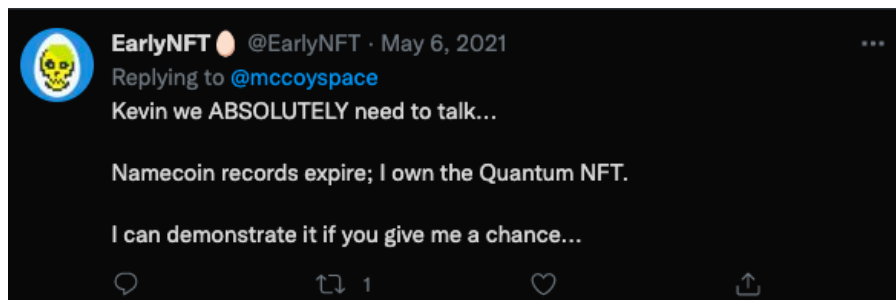 EarlyNFT🥚 @EarlyNFT · May 6, 2021
Replying to @mccoyspace
Kevin we ABSOLUTELY need to talk...
Namecoin records expire; I own the Quantum NFT.
I can demonstrate it if you give me a chance...
1